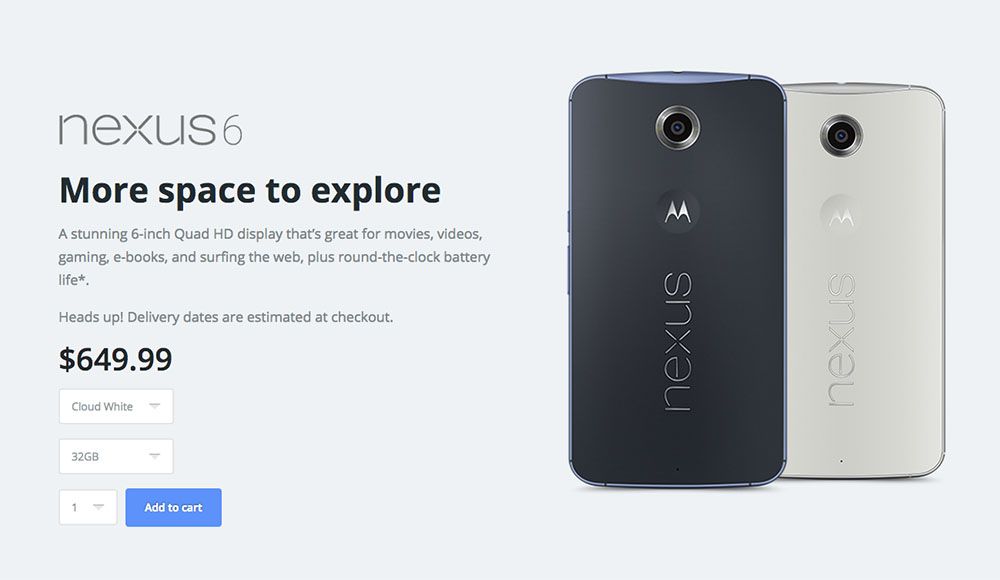 nexus 6
More space to explore
A stunning 6-inch Quad HD display that's great for movies, videos,
gaming, e-books, and surfing the web, plus round-the-clock battery
life*.
Heads up! Delivery dates are estimated at checkout.
$649.99
Cloud White
32GB
1
Add to cart
nexus
nexus